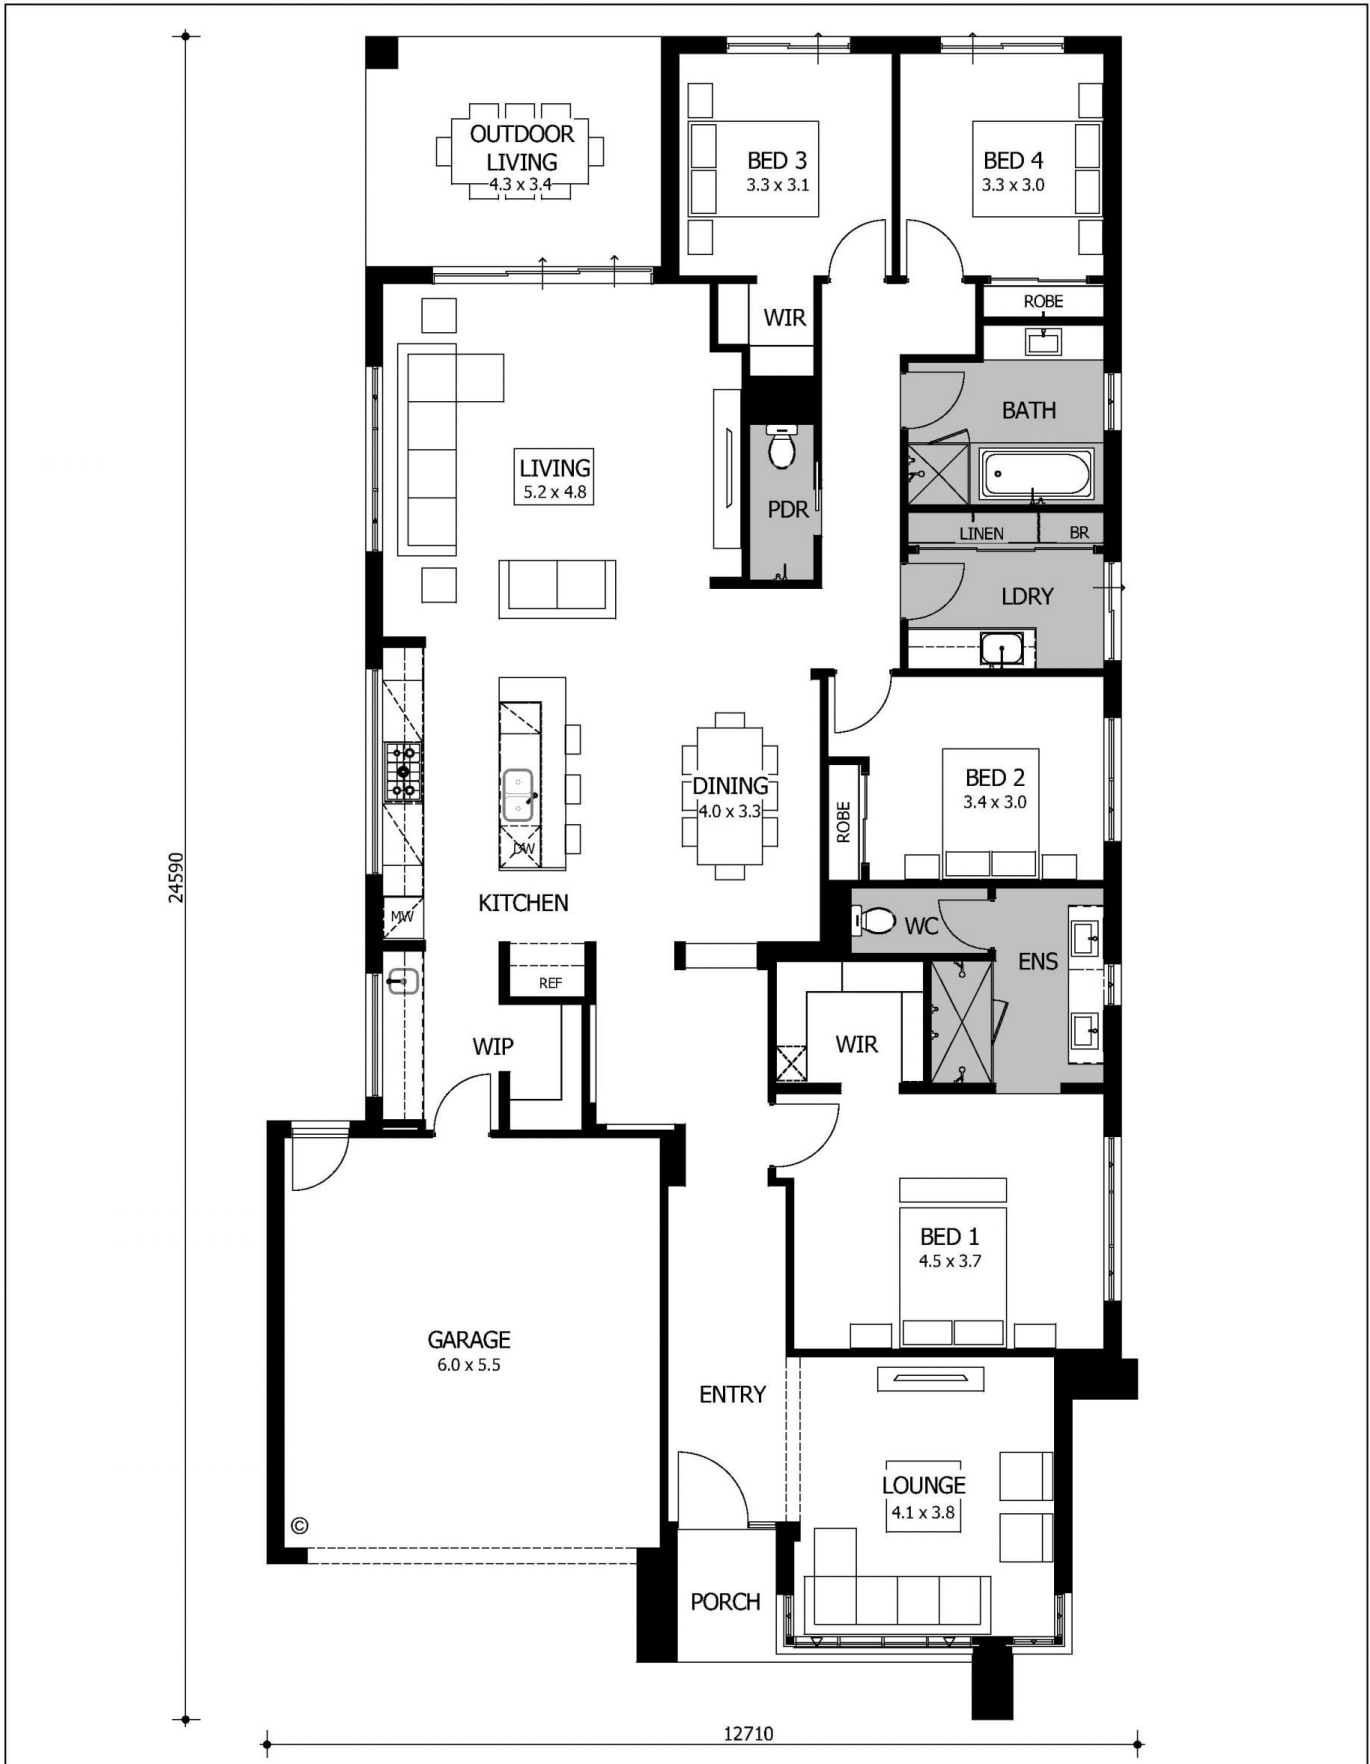 OUTDOOR
LIVING
4.3 x 3.4
BED 3
3.3 x 3.1
BED 4
3.3 x 3.0
ROBE
WIR
BATH
LIVING
5.2 x 4.8
PDR
LINEN
BR
LDRY
BED 2
3.4 x 3.0
DINING
4.0 x 3.3
ROBE
DW
24590
KITCHEN
MW
WC
ENS
REF
WIP
WIR
BED 1
4.5 x 3.7
GARAGE
6.0 x 5.5
ENTRY
LOUNGE
4.1 x 3.8
©
PORCH
12710